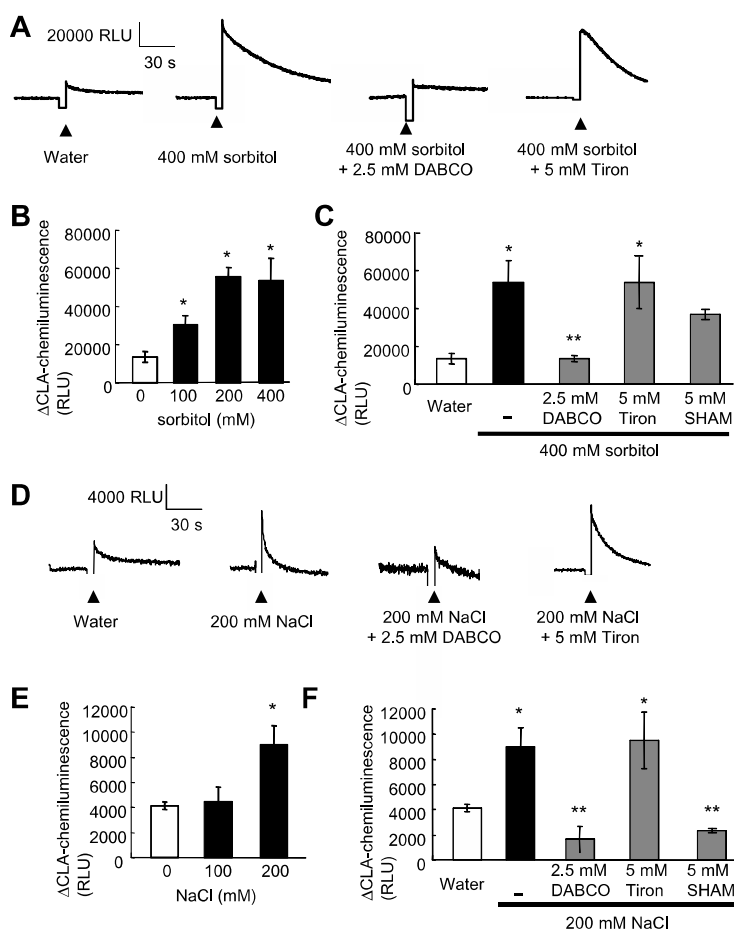 A
20000 RLU
30 s
Water
400 mM sorbitol
400 mM sorbitol
+ 2.5 mM DABCO
400 mM sorbitol
+ 5 mM Tiron
B
ΔCLA-chemiluminescence
(RLU)
80000
60000
40000
20000
0
*
*
*
0 100 200 400
sorbitol (mM)
C
ΔCLA-chemiluminescence
(RLU)
80000
60000
40000
20000
0
*
**
*
Water
–
2.5 mM
DABCO
5 mM
Tiron
5 mM
SHAM
400 mM sorbitol
D
4000 RLU
30 s
Water
200 mM NaCl
200 mM NaCl
+ 2.5 mM DABCO
200 mM NaCl
+ 5 mM Tiron
E
ΔCLA-chemiluminescence
(RLU)
12000
10000
8000
6000
4000
2000
0
*
0 100 200
NaCl (mM)
F
ΔCLA-chemiluminescence
(RLU)
12000
10000
8000
6000
4000
2000
0
*
**
*
**
Water
–
2.5 mM
DABCO
5 mM
Tiron
5 mM
SHAM
200 mM NaCl